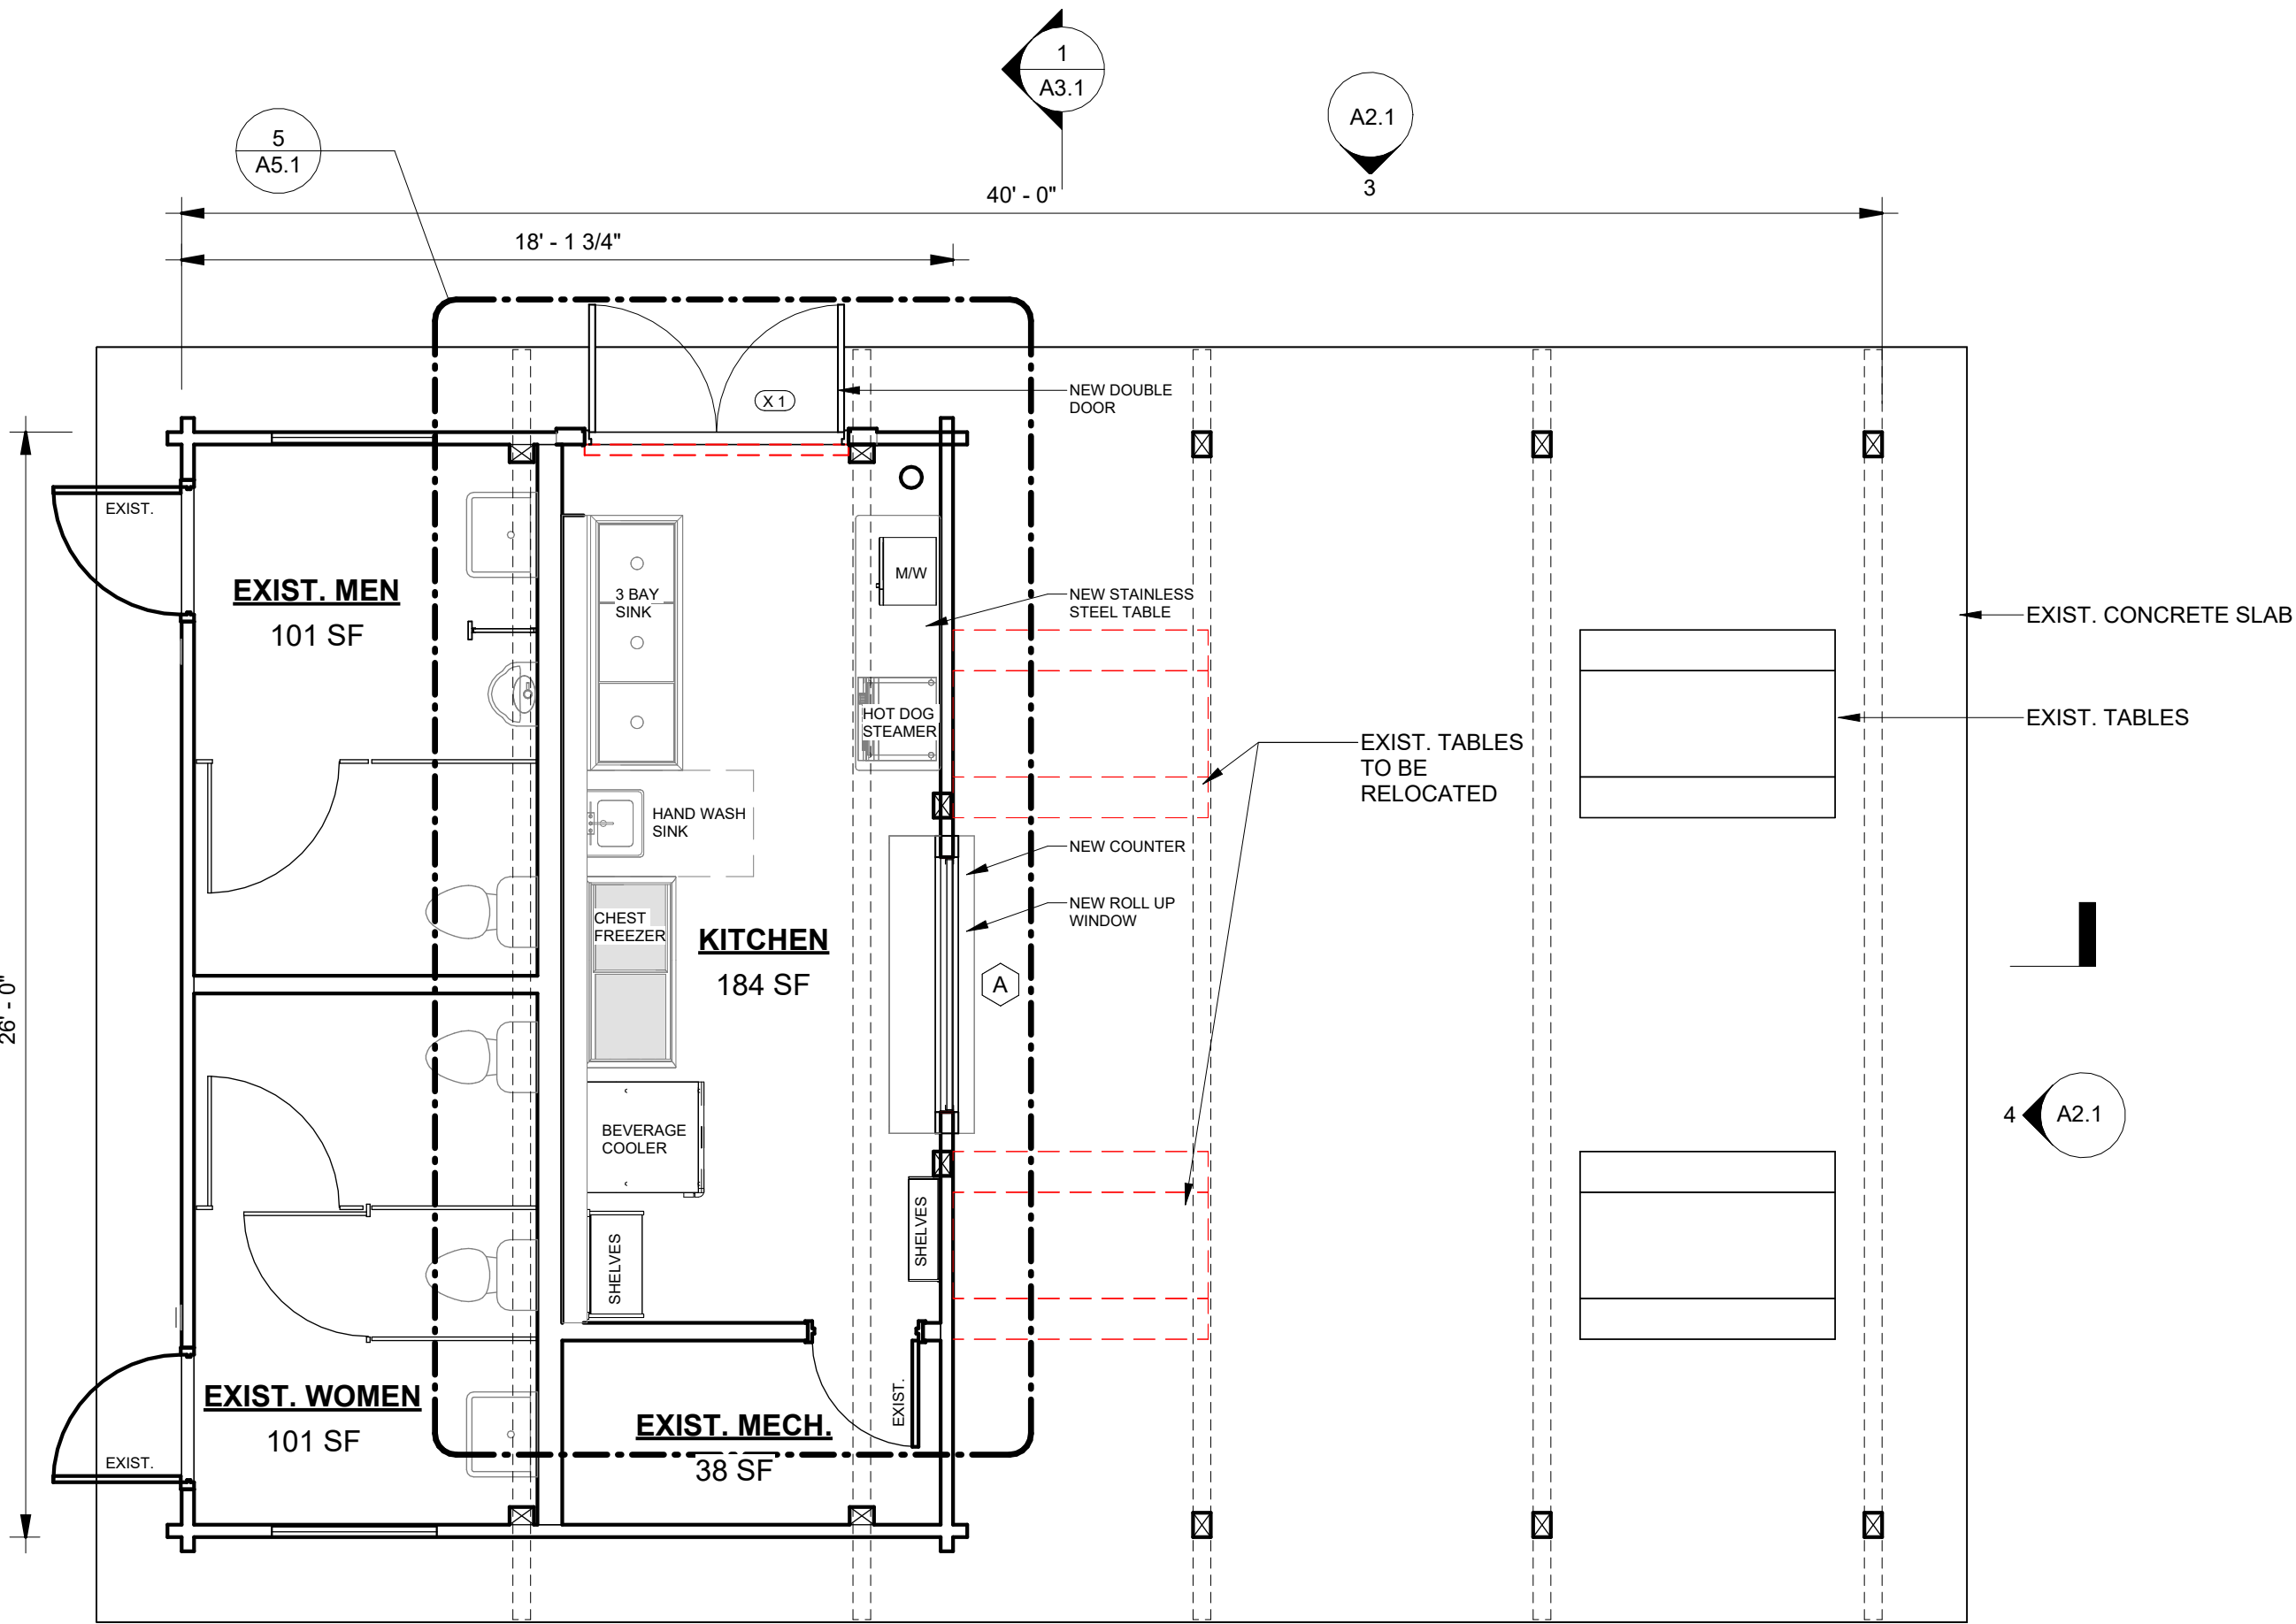 1
A3.1
A2.1
3
5
A5.1
40' - 0"
18' - 1 3/4"
X 1
NEW DOUBLE
DOOR
EXIST.
EXIST. MEN
101 SF
3 BAY
SINK
M/W
NEW STAINLESS
STEEL TABLE
EXIST. CONCRETE SLAB
HOT DOG
STEAMER
EXIST. TABLES
EXIST. TABLES
TO BE
RELOCATED
HAND WASH
SINK
NEW COUNTER
NEW ROLL UP
WINDOW
CHEST
FREEZER
KITCHEN
184 SF
A
26' - 0"
BEVERAGE
COOLER
4
A2.1
SHELVES
SHELVES
EXIST. WOMEN
101 SF
EXIST.
EXIST. MECH.
38 SF
EXIST.